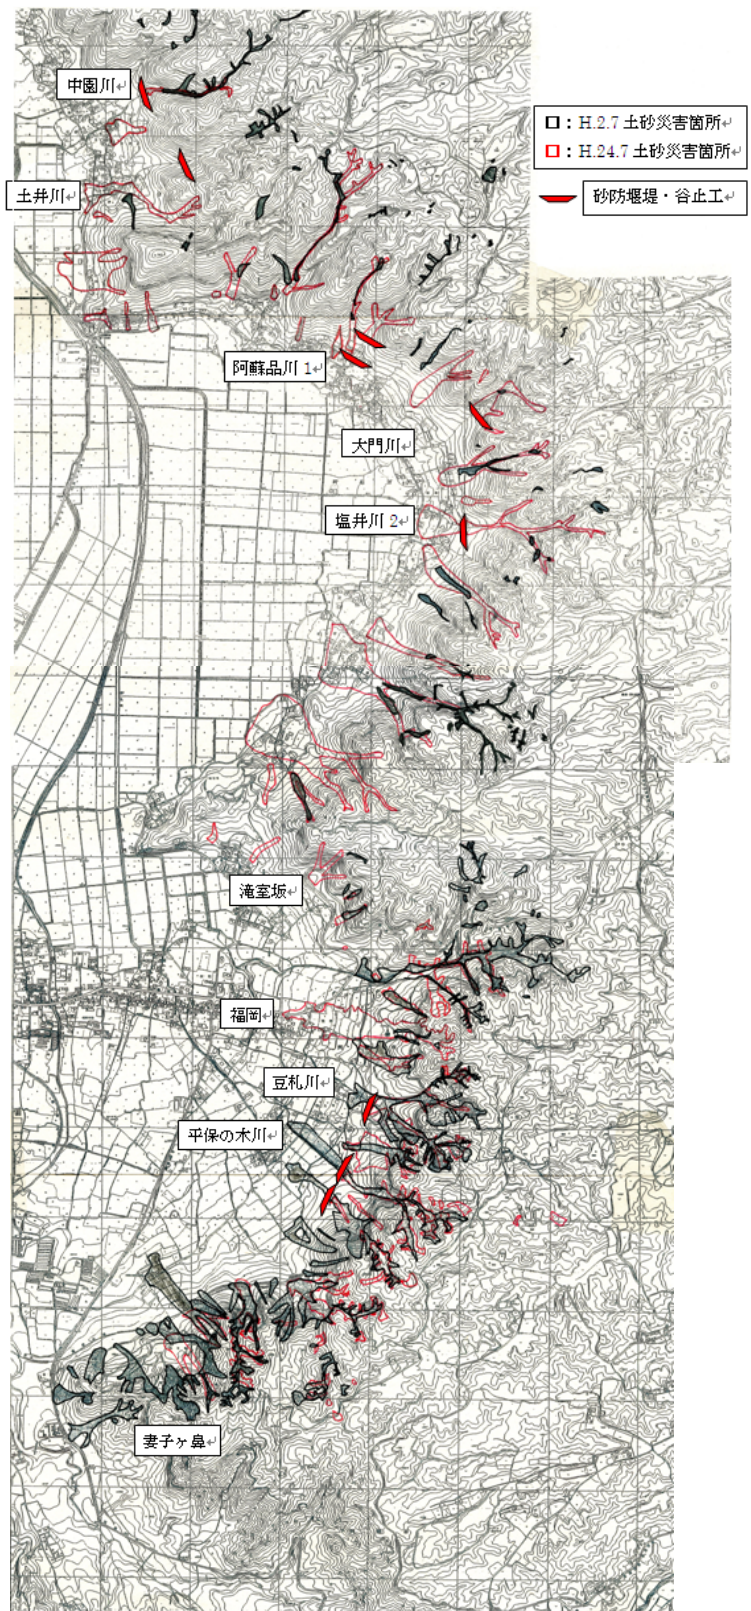 中園川↵
□：H.2.7 土砂災害箇所↵
□：H.24.7 土砂災害箇所↵
土井川↵
砂防堰堤・谷止工↵
阿蘇品川 1↵
大門川↵
塩井川 2↵
滝室坂↵
福岡↵
豆札川↵
平保の木川↵
妻子ヶ鼻↵